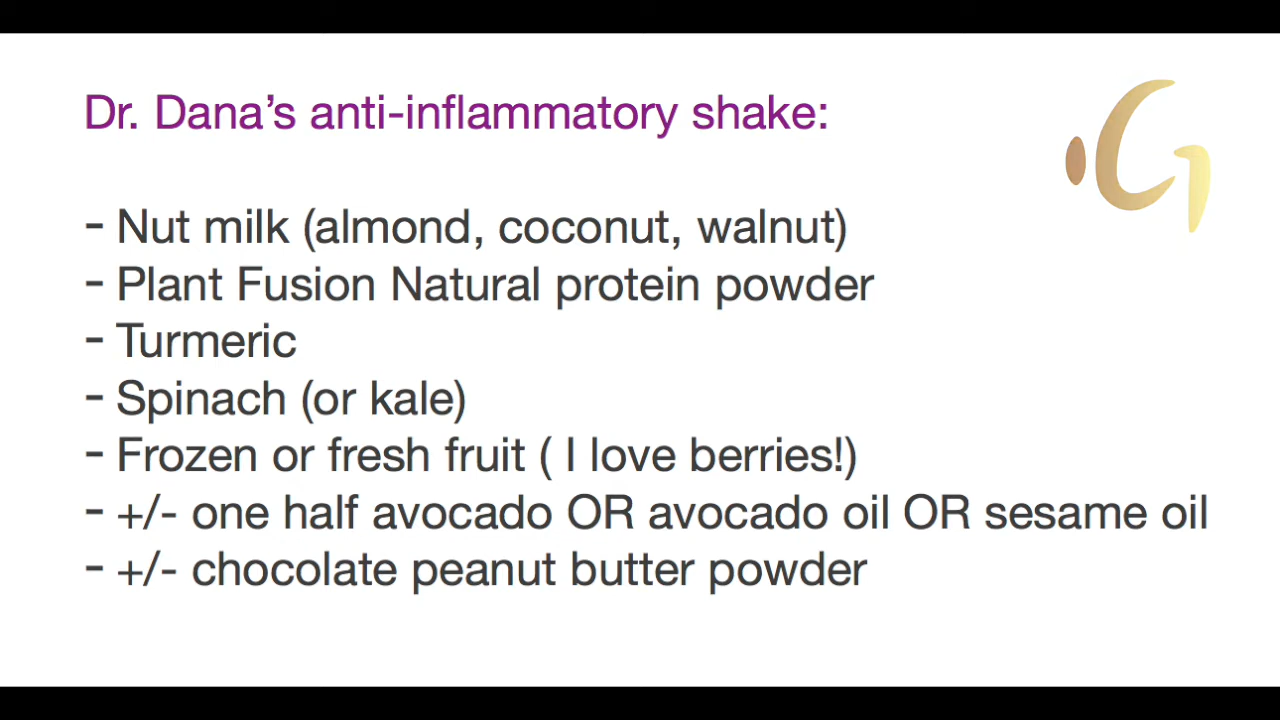 Dr. Dana’s anti-inflammatory shake:
- Nut milk (almond, coconut, walnut)
- Plant Fusion Natural protein powder
- Turmeric
- Spinach (or kale)
- Frozen or fresh fruit ( I love berries!)
- +/- one half avocado OR avocado oil OR sesame oil
- +/- chocolate peanut butter powder